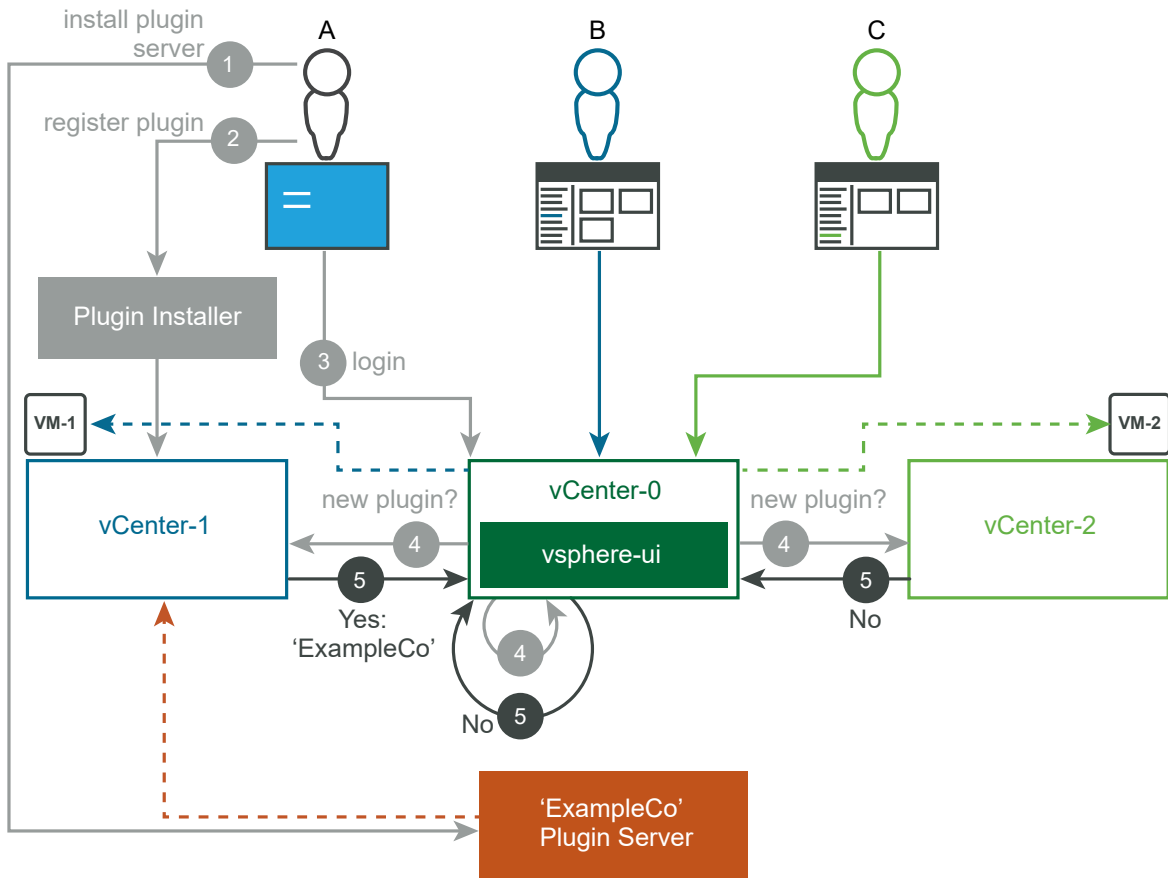 install plugin
server
A
B
C
1
register plugin
2
Plugin Installer
3
login
VM-1
VM-2
vCenter-1
new plugin?
vCenter-0
new plugin?
vCenter-2
4
vsphere-ui
4
5
5
Yes:
‘ExampleCo’
No
4
No
5
‘ExampleCo’
Plugin Server